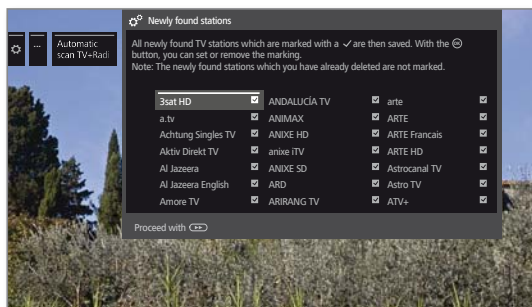 Newly found stations
...
Automatic
scan TV+Radi
All newly found TV stations which are marked with a ✓ are then saved. With the OK
button, you can set or remove the marking.
Note: The newly found stations which you have already deleted are not marked.
3sat HD ANDALUCÍA TV arte
a.tv ANIMAX ARTE
Achtung Singles TV ANIXE HD ARTE Francais
Aktiv Direkt TV anixe iTV ARTE HD
Al Jazeera ANIXE SD Astrocanal TV
Al Jazeera English ARD Astro TV
Amore TV ARIRANG TV ATV+
Proceed with